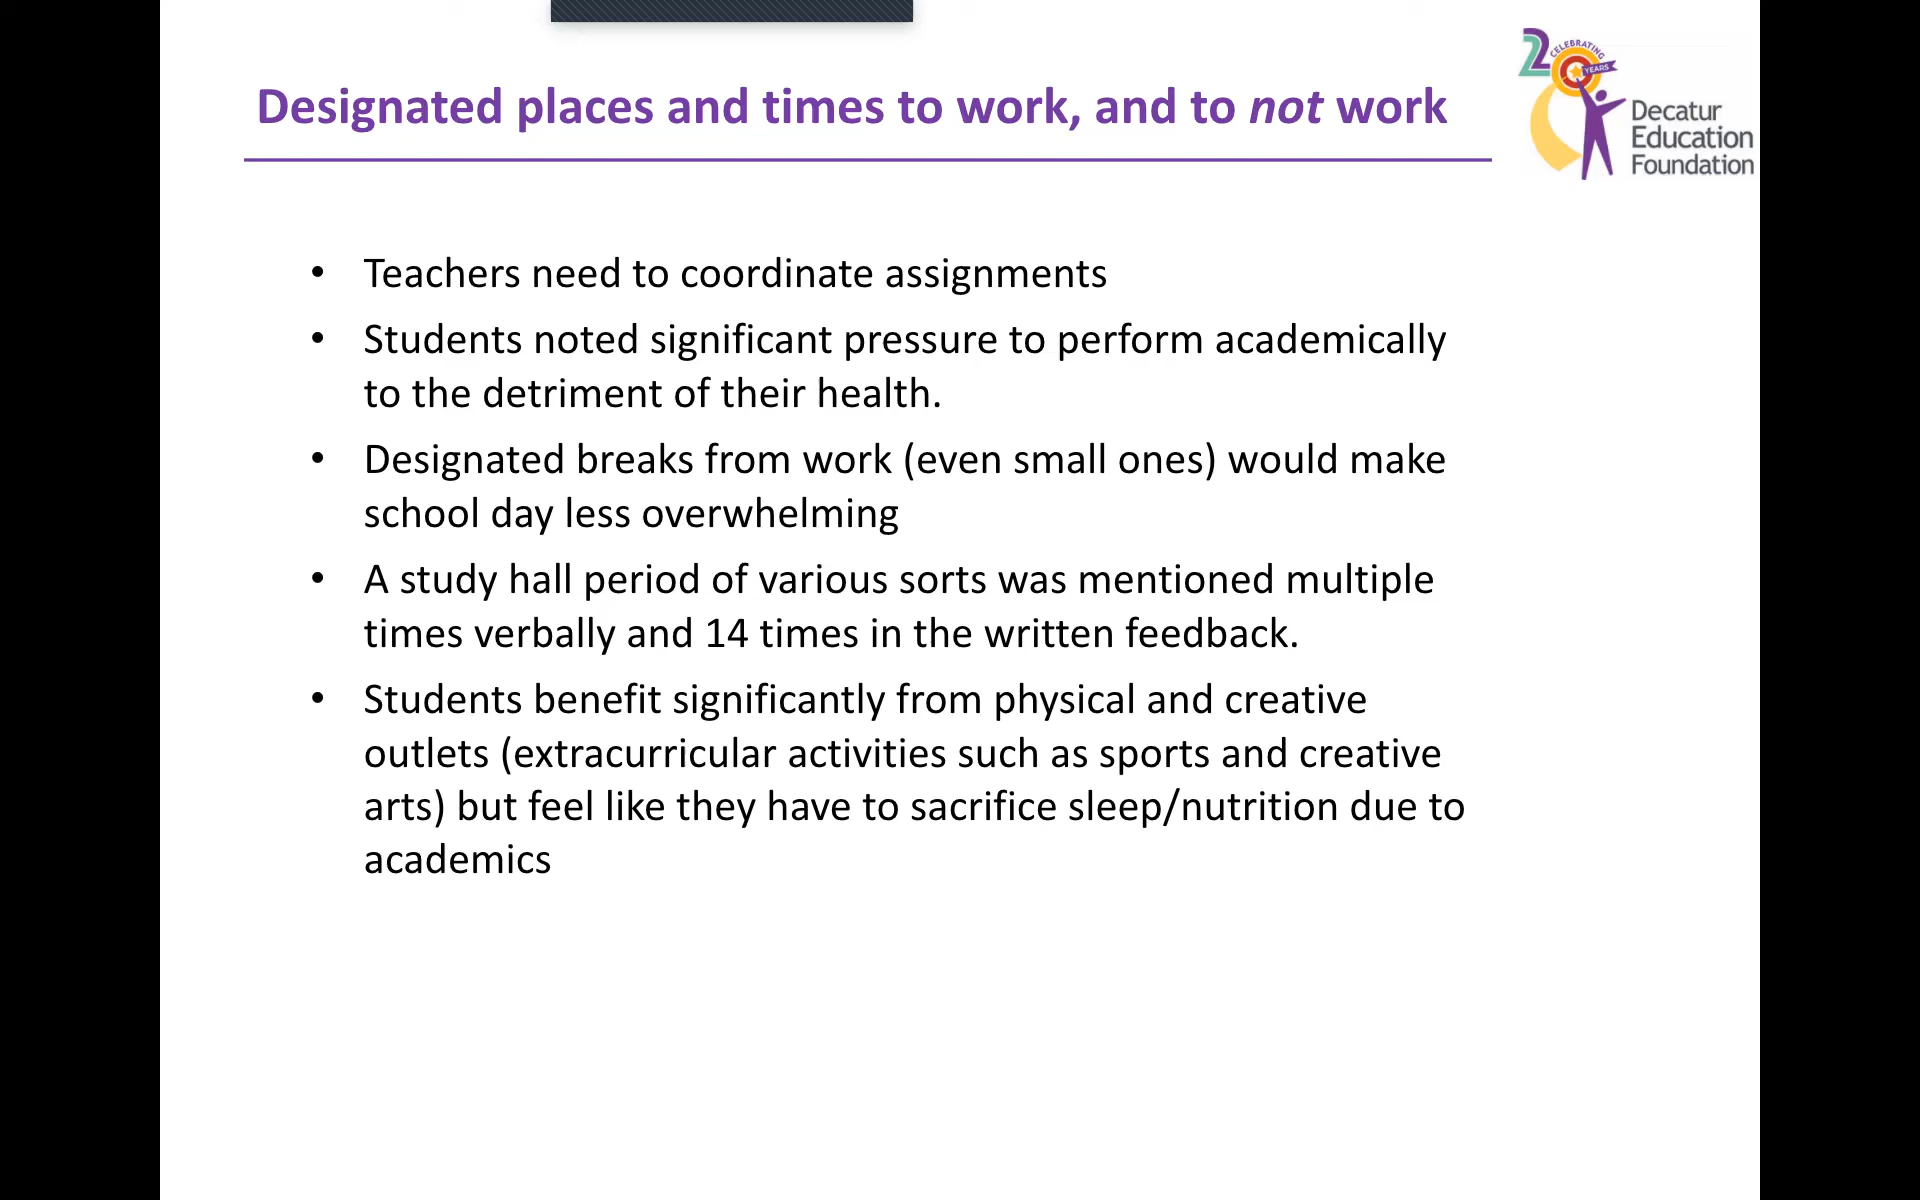 Designated places and times to work, and to not work
2
CELEBRATING
YEARS
Decatur
Education
Foundation
• Teachers need to coordinate assignments
• Students noted significant pressure to perform academically
to the detriment of their health.
• Designated breaks from work (even small ones) would make
school day less overwhelming
• A study hall period of various sorts was mentioned multiple
times verbally and 14 times in the written feedback.
• Students benefit significantly from physical and creative
outlets (extracurricular activities such as sports and creative
arts) but feel like they have to sacrifice sleep/nutrition due to
academics